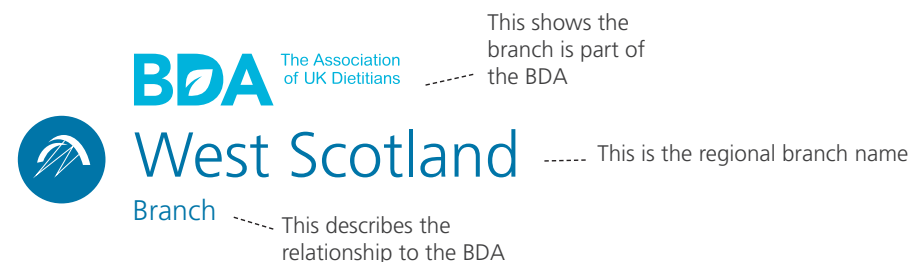 This shows the
branch is part of
the BDA
BDA
The Association
of UK Dietitians
West Scotland
This is the regional branch name
Branch
This describes the
relationship to the BDA